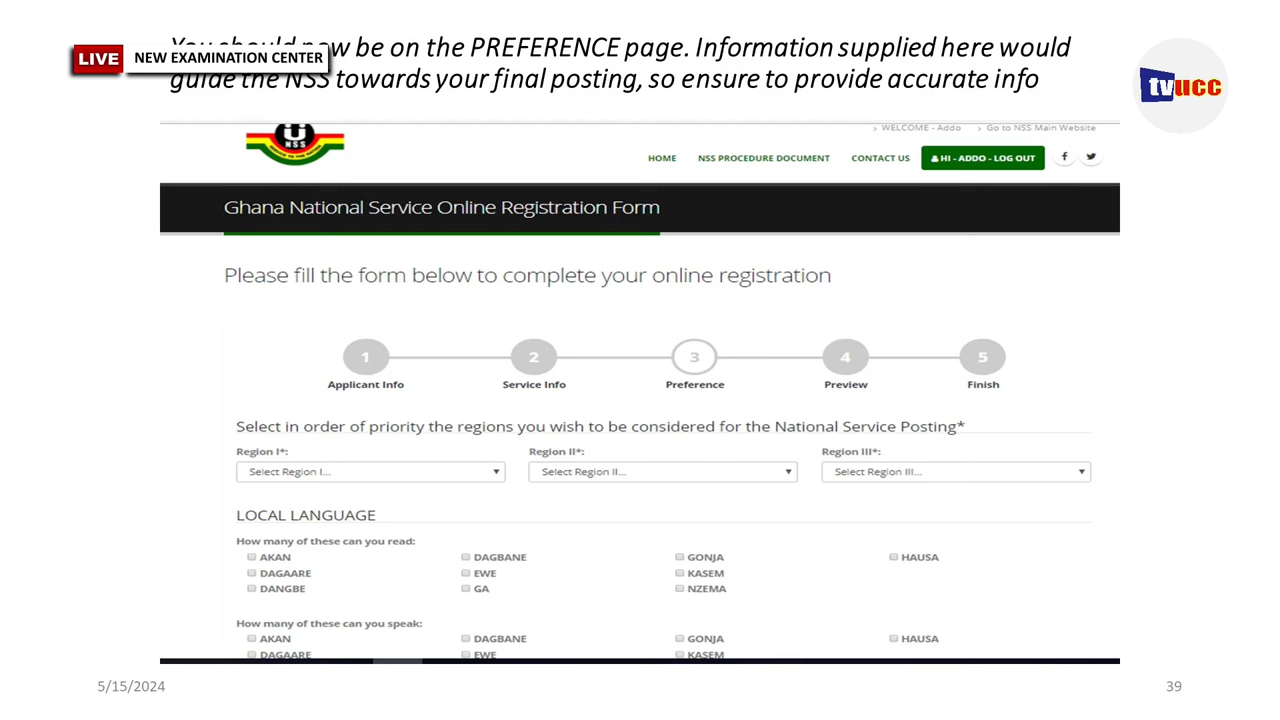 You should now be on the PREFERENCE page. Information supplied here would
LIVE NEW EXAMINATION CENTER
guide the NSS towards your final posting, so ensure to provide accurate info
tvucc
NSS
WELCOME - Addo Go to NSS Main Website
HOME NSS PROCEDURE DOCUMENT CONTACT US HI - ADDO - LOG OUT
Ghana National Service Online Registration Form
Please fill the form below to complete your online registration
1 2 3 4 5
Applicant Info Service Info Preference Preview Finish
Select in order of priority the regions you wish to be considered for the National Service Posting*
Region I*: Region II*: Region III*:
Select Region I... Select Region II... Select Region III...
LOCAL LANGUAGE
How many of these can you read:
AKAN DAGBANE GONJA HAUSA
DAGAARE EWE KASEM
DANGBE GA NZEMA
How many of these can you speak:
AKAN DAGBANE GONJA HAUSA
DAGAARE EWE KASEM
5/15/2024 39